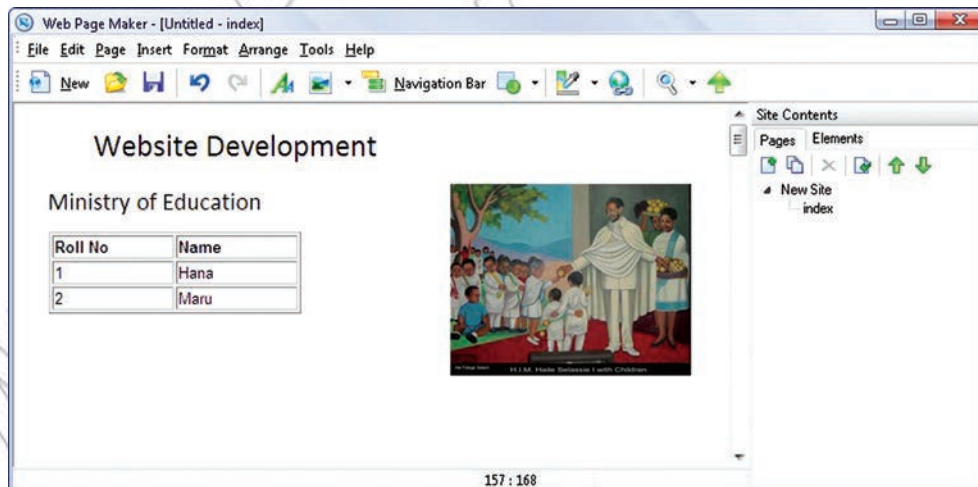 Web Page Maker - [Untitled - index]
File Edit Page Insert Format Arrange Tools Help
New Navigation Bar
Site Contents
Pages Elements
New Site
index
Website Development
Ministry of Education
Roll No Name
1 Hana
2 Maru
H.I.M. Haile Selassie I with Children
157 : 168